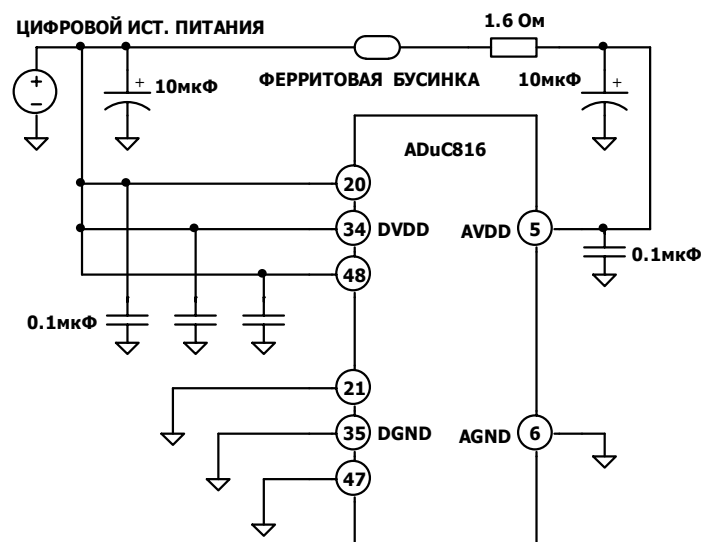 ЦИФРОВОЙ ИСТ. ПИТАНИЯ
1.6 Ом
+
−
+
10мкФ
ФЕРРИТОВАЯ БУСИНКА
10мкФ
+
ADuC816
20
34 DVDD
AVDD 5
48
0.1мкФ
0.1мкФ
21
35 DGND
AGND 6
47